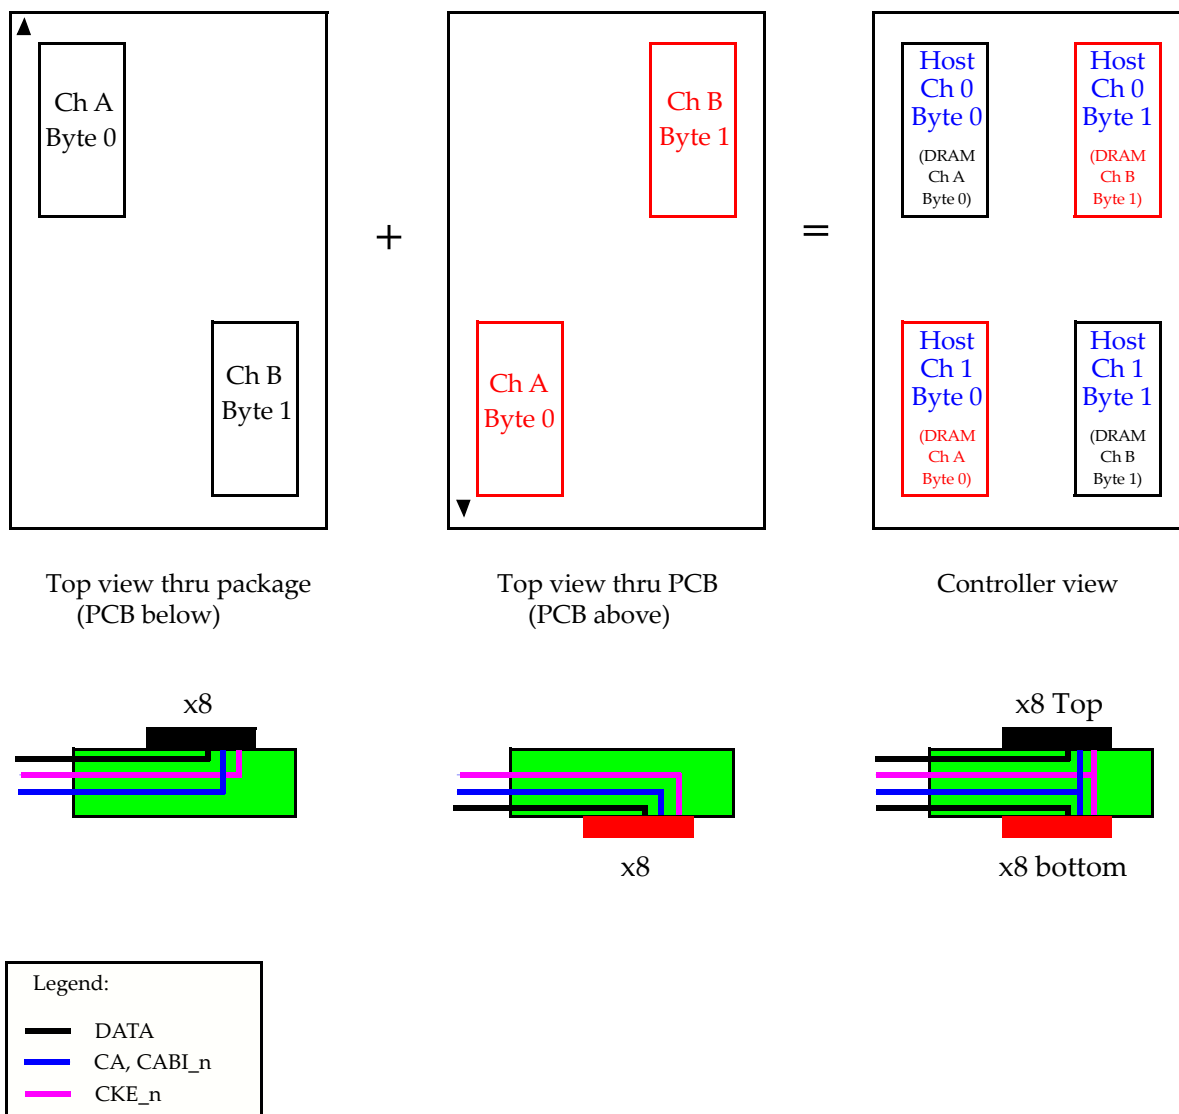 Ch A
Byte 0
Ch B
Byte 1
+
Ch B
Byte 1
Ch A
Byte 0
=
Host
Ch 0
Byte 0
(DRAM
Ch A
Byte 0)
Host
Ch 0
Byte 1
(DRAM
Ch B
Byte 1)
Host
Ch 1
Byte 0
(DRAM
Ch A
Byte 0)
Host
Ch 1
Byte 1
(DRAM
Ch B
Byte 1)
Top view thru package
(PCB below)
Top view thru PCB
(PCB above)
Controller view
x8
x8
x8 Top
x8 bottom
Legend:
DATA
CA, CABI_n
CKE_n